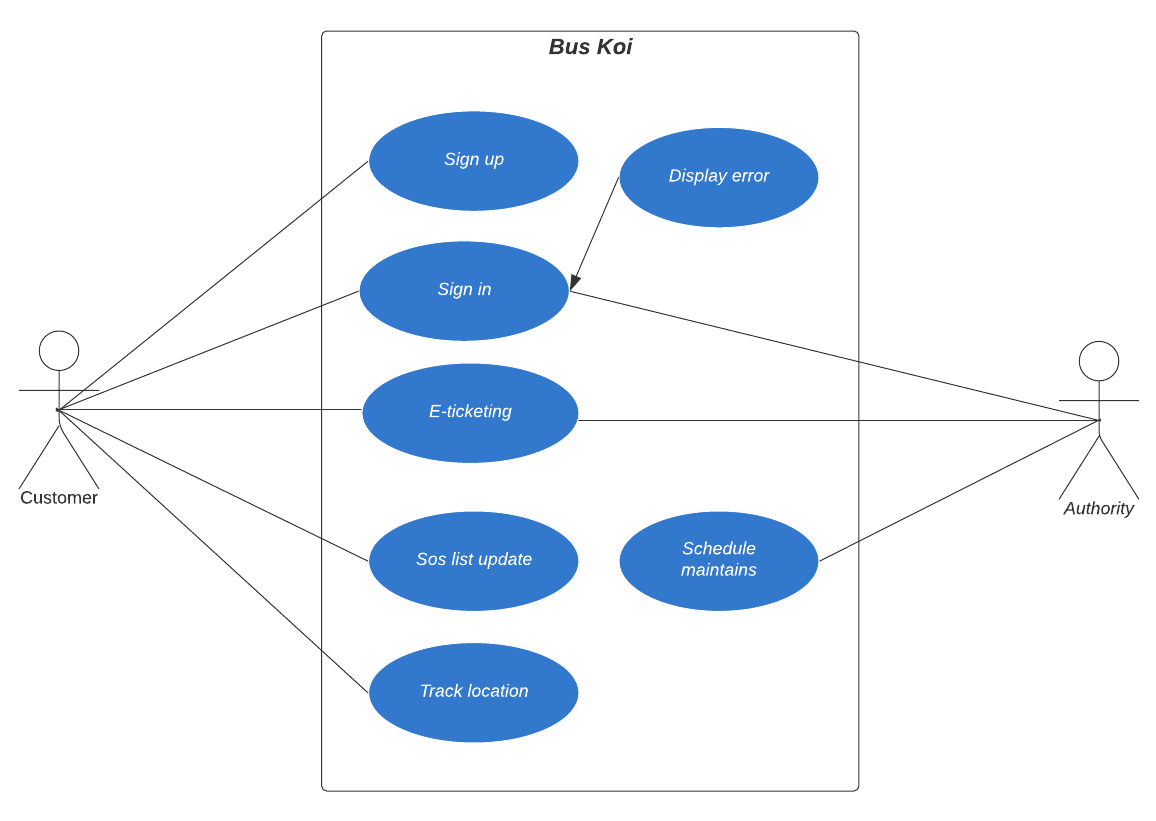 Bus Koi
Sign up
Display error
Sign in
E-ticketing
Customer
Authority
Sos list update
Schedule
maintains
Track location